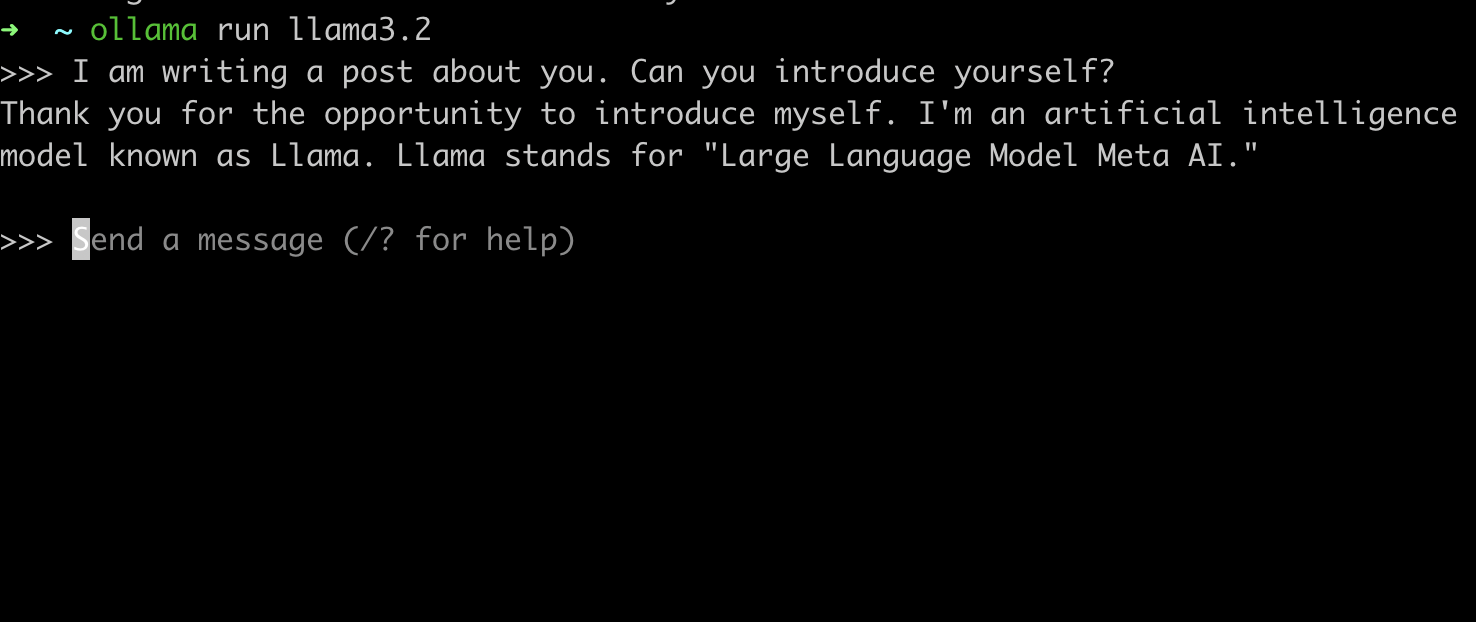 ➜  ~ ollama run llama3.2
>>> I am writing a post about you. Can you introduce yourself?
Thank you for the opportunity to introduce myself. I'm an artificial intelligence
model known as Llama. Llama stands for "Large Language Model Meta AI."
>>> Send a message (/? for help)